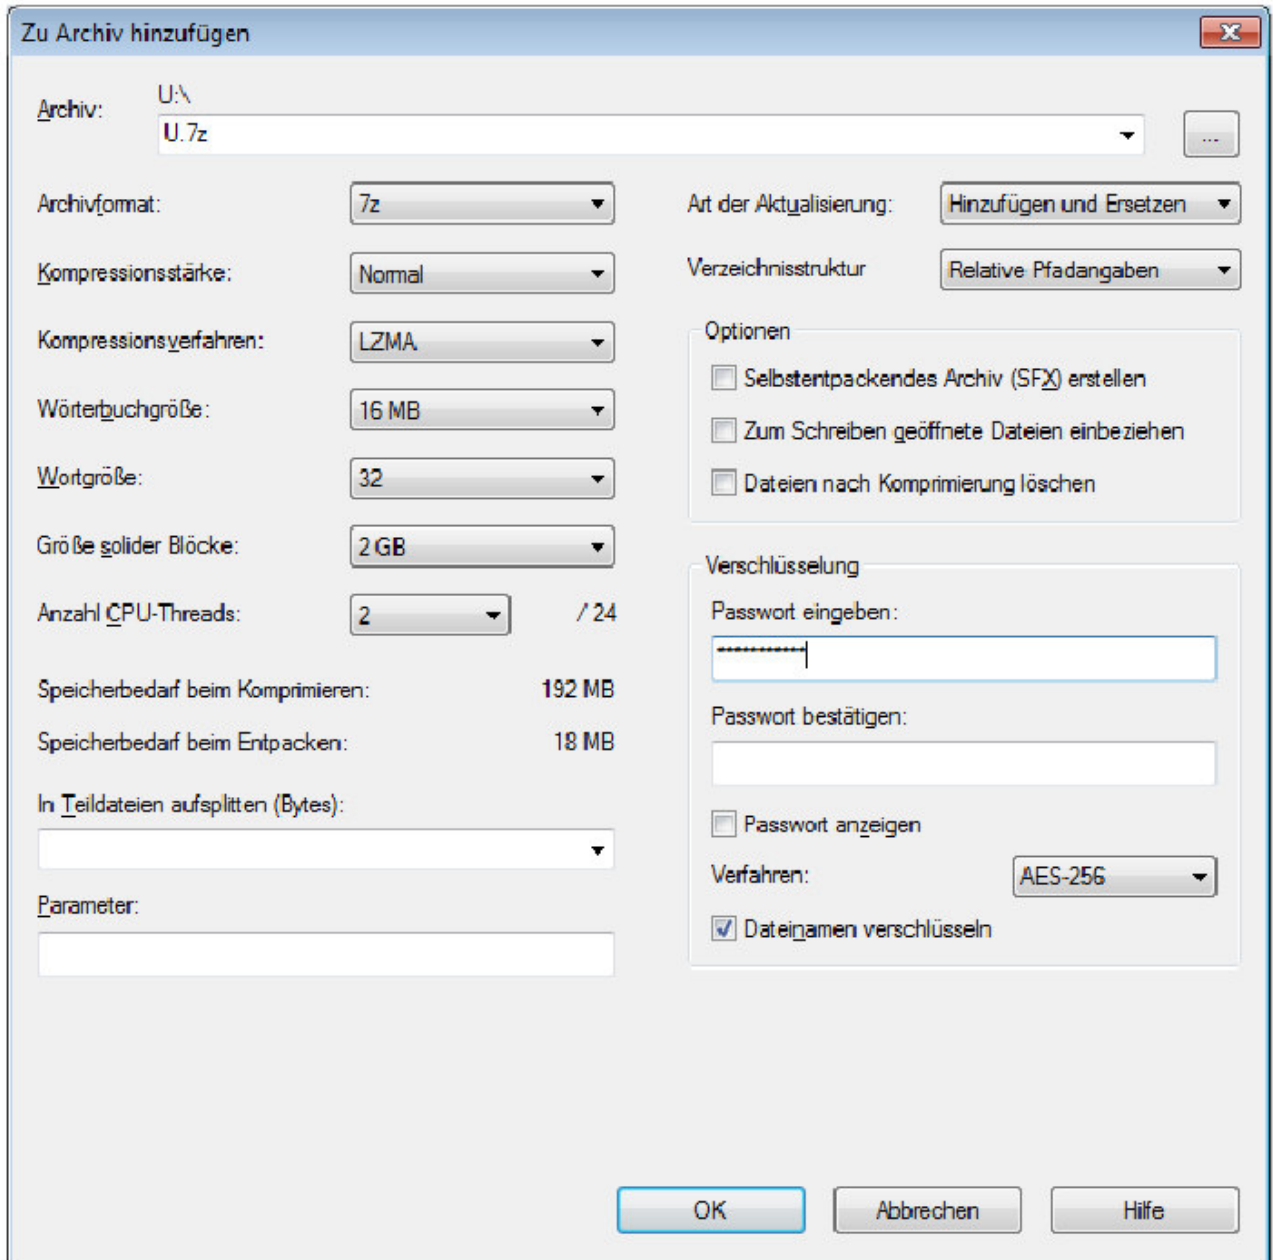 Zu Archiv hinzufügen
Archiv:
U:\
U.7z
...
Archivformat:
7z
Kompressionsstärke:
Normal
Kompressionsverfahren:
LZMA
Wörterbuchgröße:
16 MB
Wortgröße:
32
Größe solider Blöcke:
2 GB
Anzahl CPU-Threads:
2
/ 24
Speicherbedarf beim Komprimieren:
192 MB
Speicherbedarf beim Entpacken:
18 MB
In Teildateien aufsplitten (Bytes):
Parameter:
Art der Aktualisierung:
Hinzufügen und Ersetzen
Verzeichnisstruktur
Relative Pfadangaben
Optionen
Selbstentpackendes Archiv (SFX) erstellen
Zum Schreiben geöffnete Dateien einbeziehen
Dateien nach Komprimierung löschen
Verschlüsselung
Passwort eingeben:
***********
Passwort bestätigen:
Passwort anzeigen
Verfahren:
AES-256
Dateinamen verschlüsseln
OK
Abbrechen
Hilfe